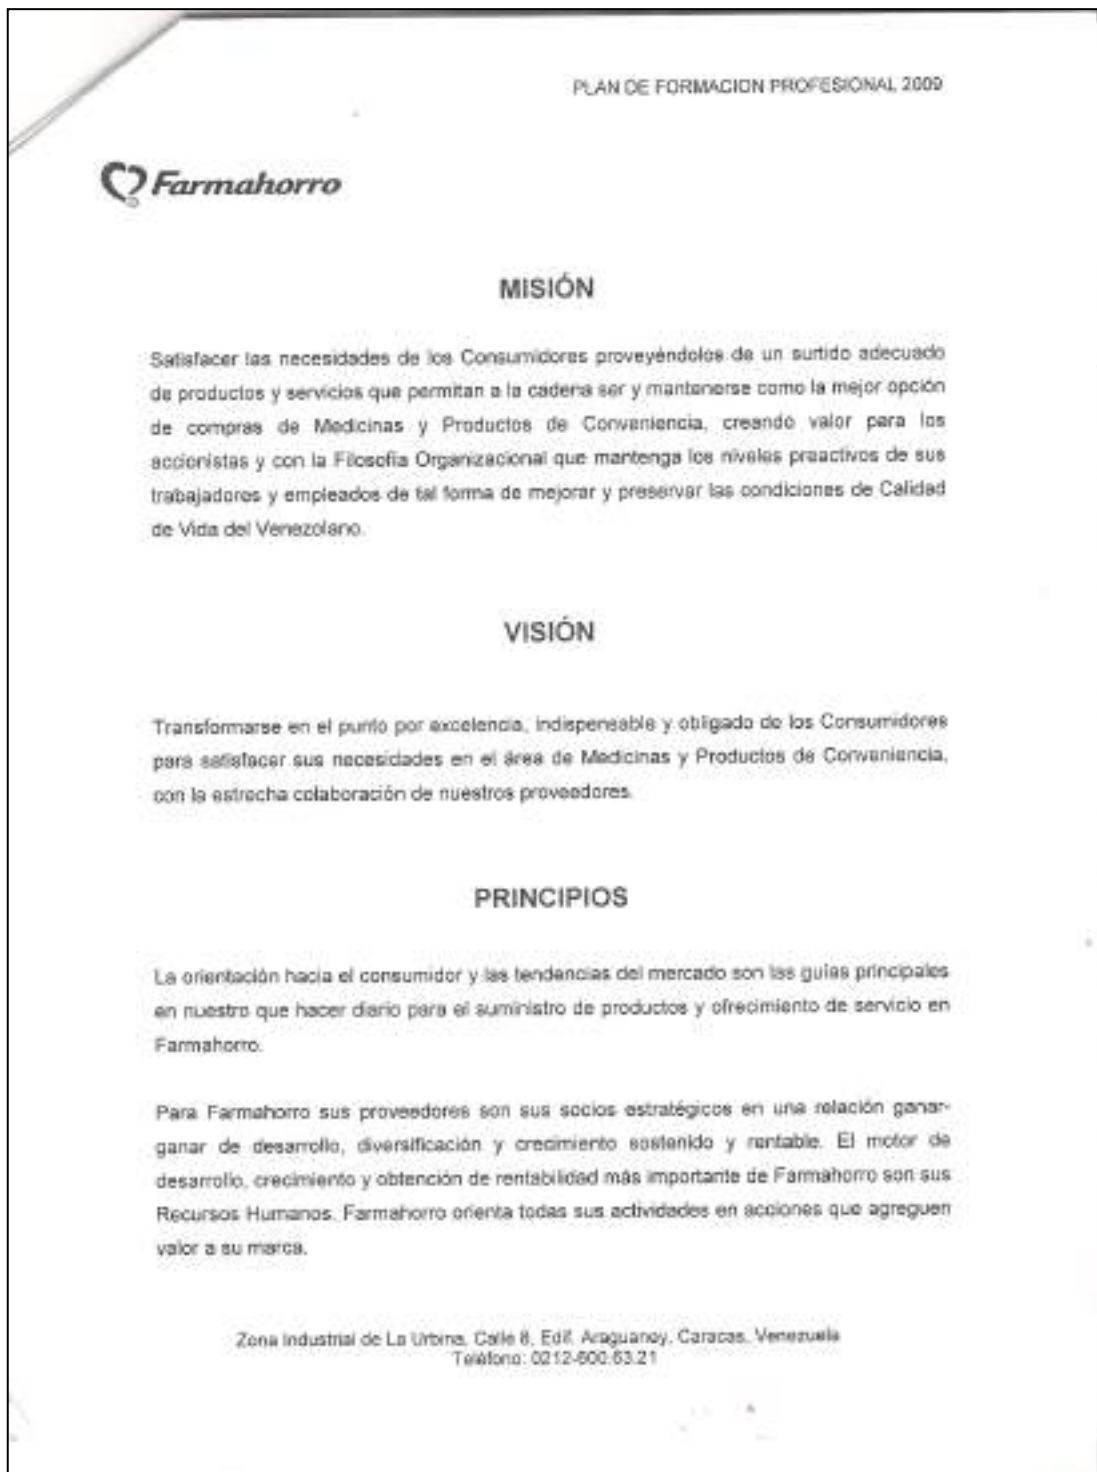 PLAN DE FORMACION PROFESIONAL 2009
Farmahorro
MISIÓN
Satisfacer las necesidades de los Consumidores proveyéndolos de un surtido adecuado
de productos y servicios que permitan a la cadena ser y mantenerse como la mejor opción
de compras de Medicinas y Productos de Conveniencia, creando valor para los
accionistas y con la Filosofía Organizacional que mantenga los niveles preactivos de sus
trabajadores y empleados de tal forma de mejorar y preservar las condiciones de Calidad
de Vida del Venezolano.
VISIÓN
Transformarse en el punto por excelencia, indispensable y obligado de los Consumidores
para satisfacer sus necesidades en el área de Medicinas y Productos de Conveniencia,
con la estrecha colaboración de nuestros proveedores.
PRINCIPIOS
La orientación hacia el consumidor y las tendencias del mercado son las guías principales
en nuestro que hacer diario para el suministro de productos y ofrecimiento de servicio en
Farmahorro.
Para Farmahorro sus proveedores son sus socios estratégicos en una relación ganar-
ganar de desarrollo, diversificación y crecimiento sostenido y rentable. El motor de
desarrollo, crecimiento y obtención de rentabilidad más importante de Farmahorro son sus
Recursos Humanos. Farmahorro orienta todas sus actividades en acciones que agreguen
valor a su marca.
Zona Industrial de La Urbina, Calle 8, Edif. Araguaney, Caracas, Venezuela
Teléfono: 0212-600.63.21